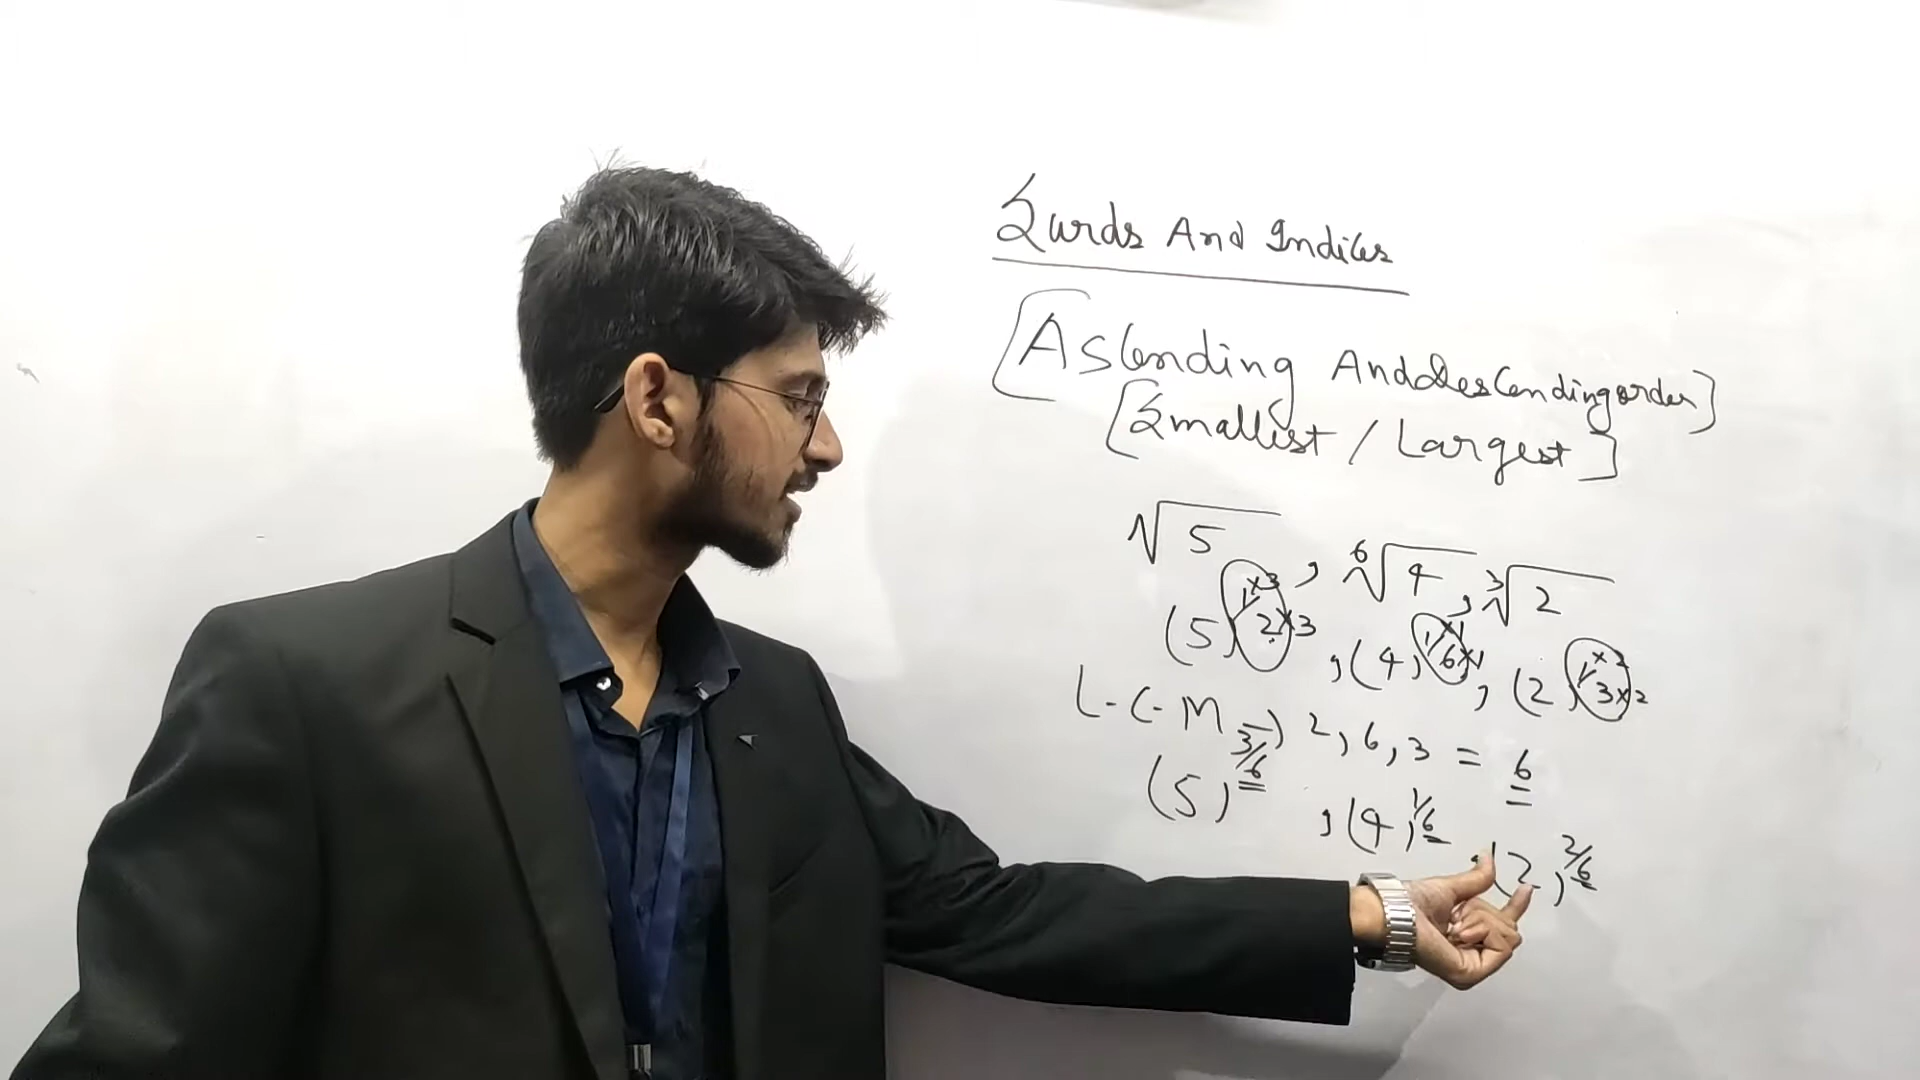 Surds And Indices
[Ascending And Descending order]
[Smallest / Largest]
√5 , ⁶√4 , ³√2
(5)^(1×3/2×3) , (4)^(1×1/6×1) , (2)^(1×2/3×2)
L.C.M ⇒ 2, 6, 3 = 6
(5)^(3/6) , (4)^(1/6) , (2)^(2/6)